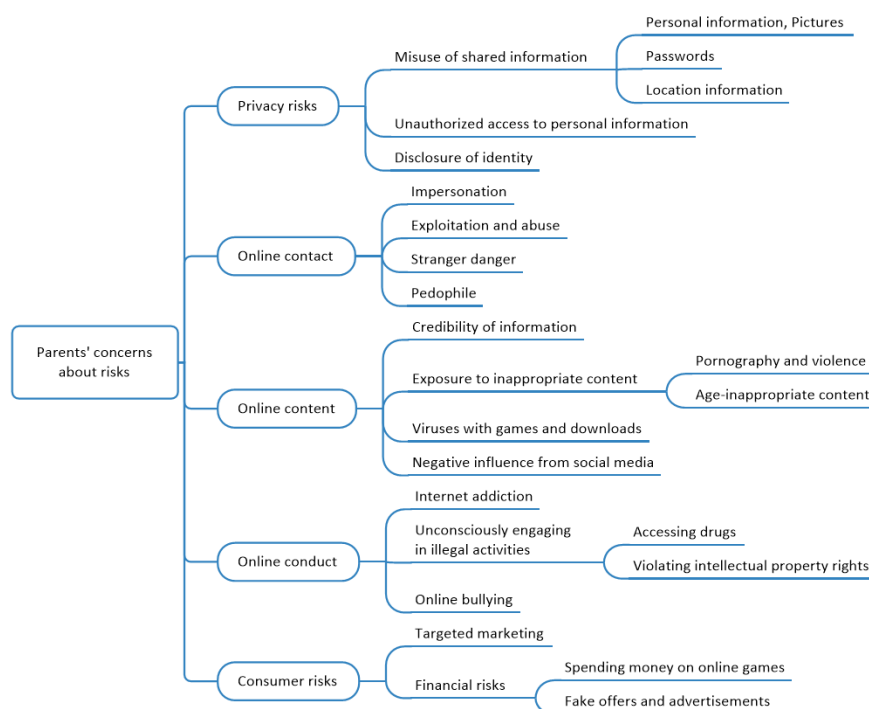 Parents' concerns
about risks
Privacy risks
Misuse of shared information
Personal information, Pictures
Passwords
Location information
Unauthorized access to personal information
Disclosure of identity
Online contact
Impersonation
Exploitation and abuse
Stranger danger
Pedophile
Online content
Credibility of information
Exposure to inappropriate content
Pornography and violence
Age-inappropriate content
Viruses with games and downloads
Negative influence from social media
Online conduct
Internet addiction
Unconsciously engaging
in illegal activities
Accessing drugs
Violating intellectual property rights
Online bullying
Consumer risks
Targeted marketing
Financial risks
Spending money on online games
Fake offers and advertisements